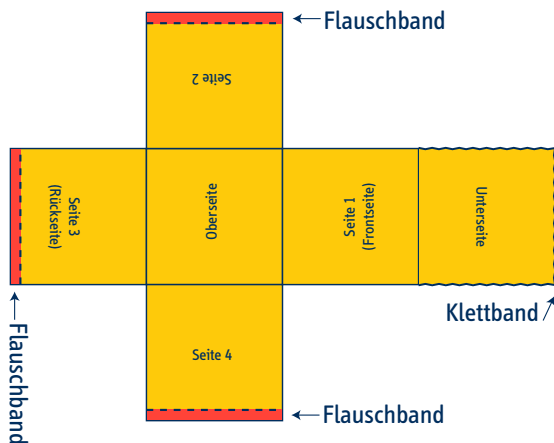 Flauschband
Seite 2
Seite 3
(Rückseite)
Oberseite
Seite 1
(Frontseite)
Unterseite
Klettband
Flauschband
Seite 4
Flauschband